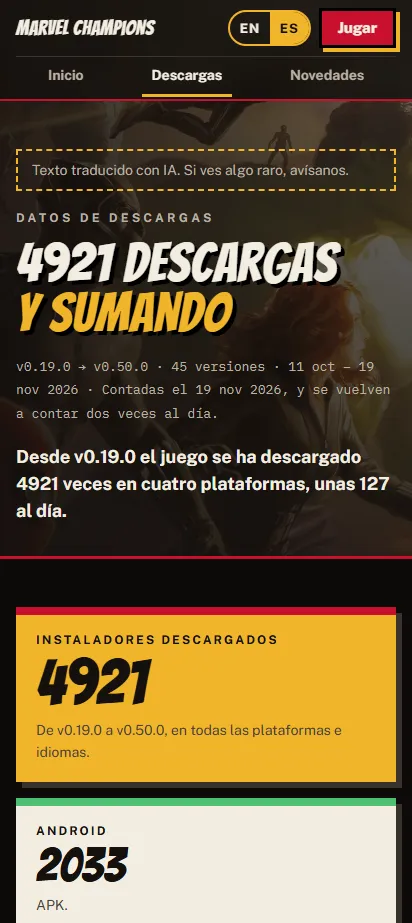 MARVEL CHAMPIONS
EN ES
Jugar
Inicio Descargas Novedades
Texto traducido con IA. Si ves algo raro, avísanos.
DATOS DE DESCARGAS
4921 DESCARGAS
Y SUMANDO
v0.19.0 → v0.50.0 · 45 versiones · 11 oct – 19
nov 2026 · Contadas el 19 nov 2026, y se vuelven
a contar dos veces al día.
Desde v0.19.0 el juego se ha descargado
4921 veces en cuatro plataformas, unas 127
al día.
INSTALADORES DESCARGADOS
4921
De v0.19.0 a v0.50.0, en todas las plataformas e
idiomas.
ANDROID
2033
APK.